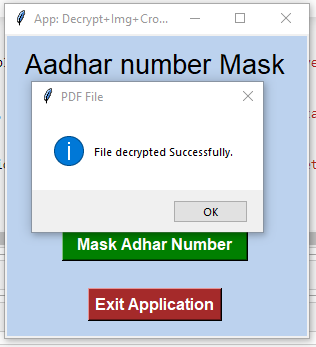 App: Decrypt+Img+Cro...
Aadhar number Mask
PDF File
File decrypted Successfully.
OK
Mask Adhar Number
Exit Application